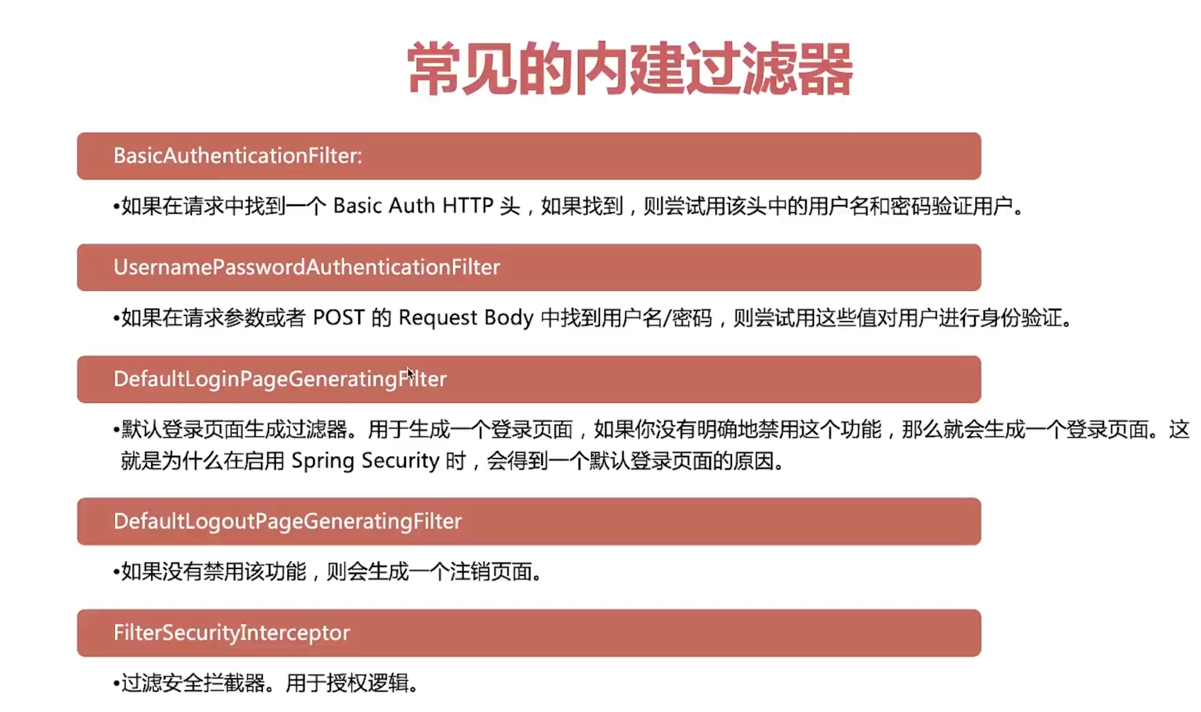 常见的内建过滤器
BasicAuthenticationFilter:
•如果在请求中找到一个 Basic Auth HTTP 头，如果找到，则尝试用该头中的用户名和密码验证用户。
UsernamePasswordAuthenticationFilter
•如果在请求参数或者 POST 的 Request Body 中找到用户名/密码，则尝试用这些值对用户进行身份验证。
DefaultLoginPageGeneratingFilter
•默认登录页面生成过滤器。用于生成一个登录页面，如果你没有明确地禁用这个功能，那么就会生成一个登录页面。这
就是为什么在启用 Spring Security 时，会得到一个默认登录页面的原因。
DefaultLogoutPageGeneratingFilter
•如果没有禁用该功能，则会生成一个注销页面。
FilterSecurityInterceptor
•过滤安全拦截器。用于授权逻辑。